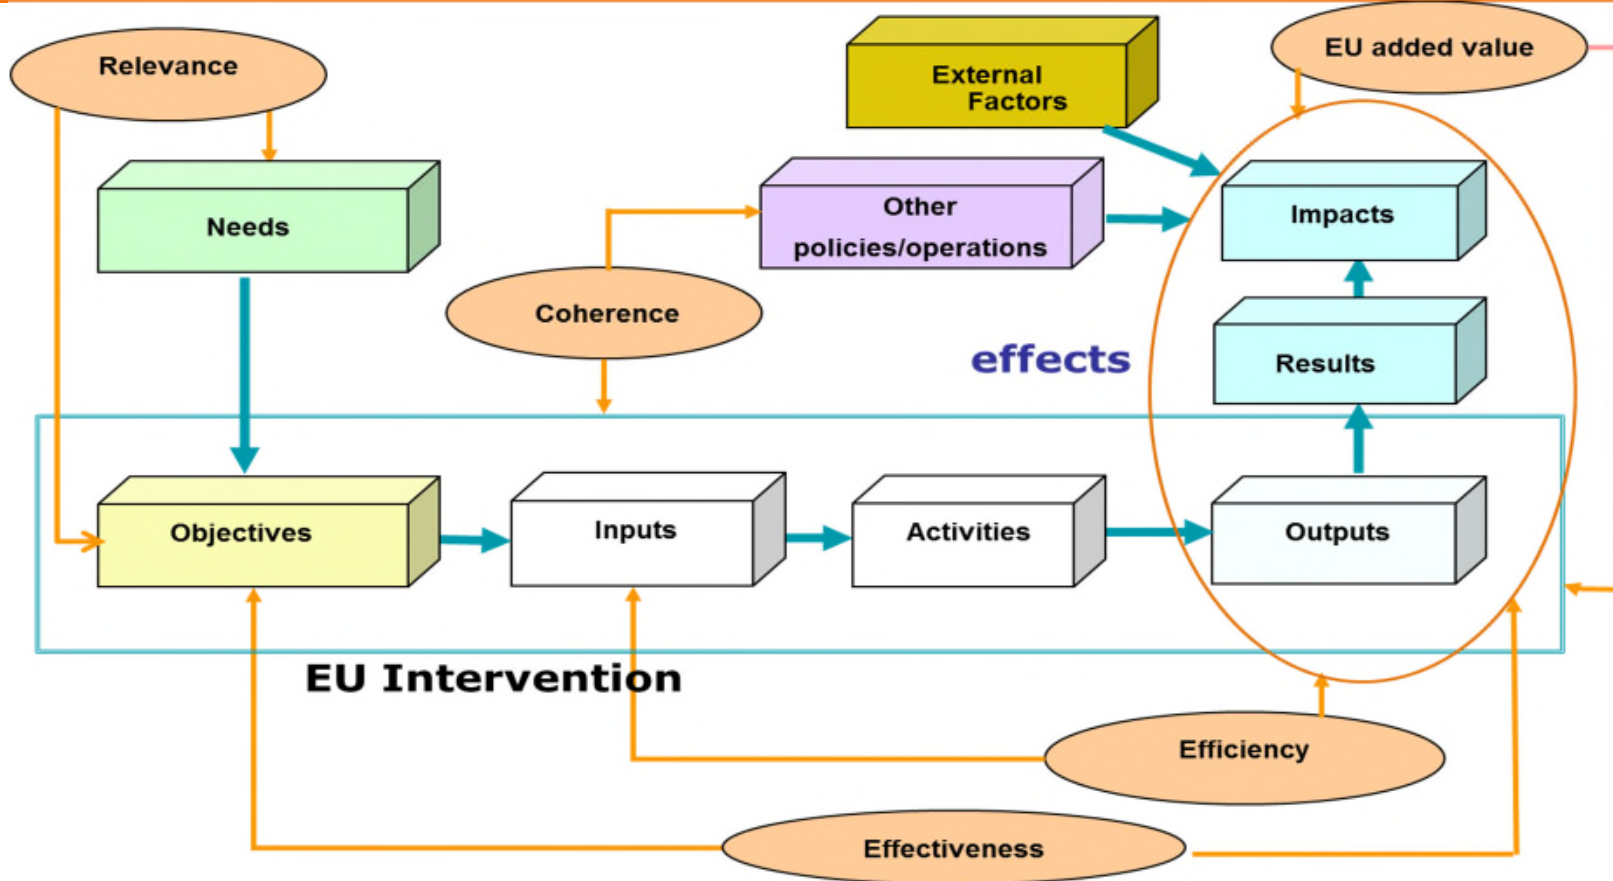 Relevance
External
Factors
EU added value
Needs
Other
policies/operations
Impacts
Coherence
effects
Results
Objectives
Inputs
Activities
Outputs
EU Intervention
Efficiency
Effectiveness